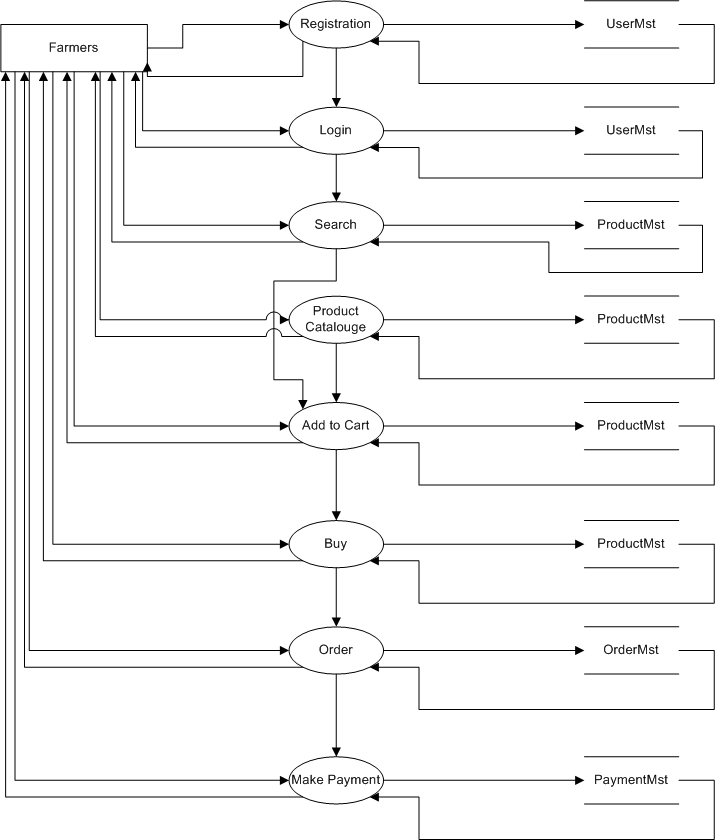 Registration
UserMst
Farmers
Login
UserMst
Search
ProductMst
Product
Catalouge
ProductMst
Add to Cart
ProductMst
Buy
ProductMst
Order
OrderMst
Make Payment
PaymentMst